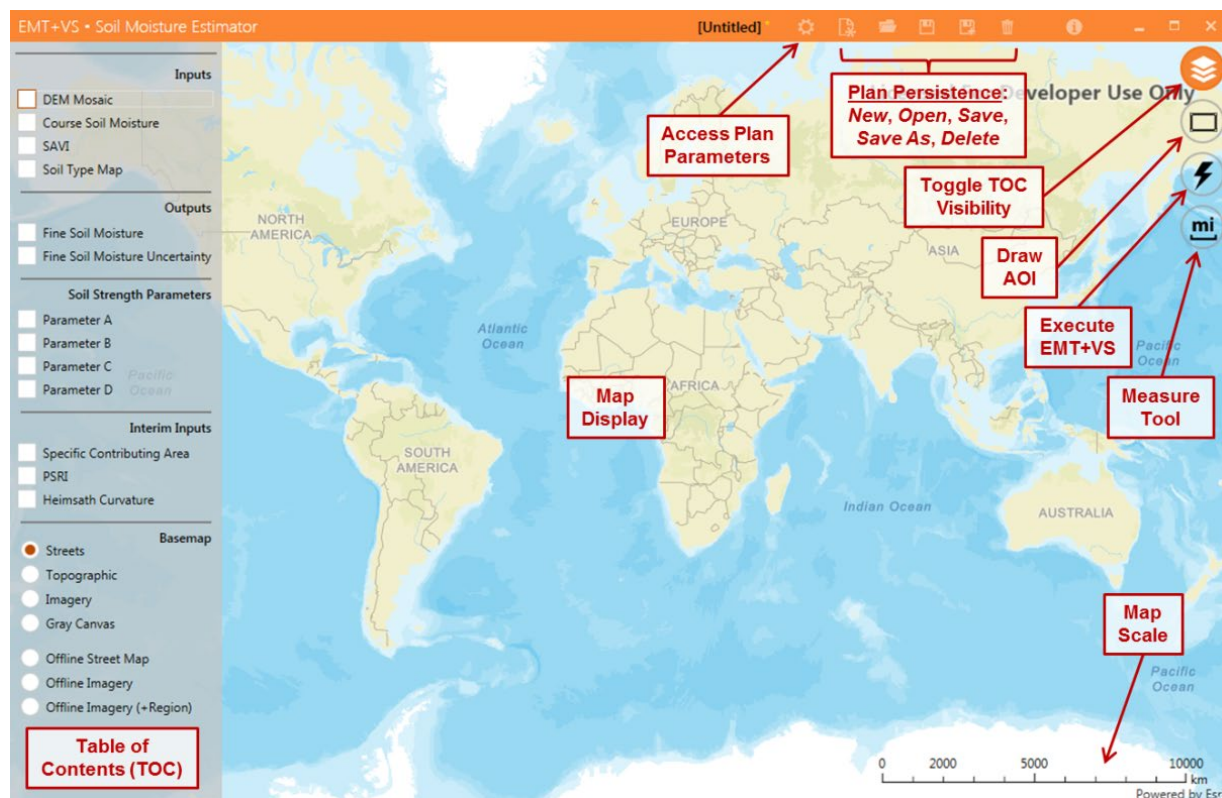 EMT+VS • Soil Moisture Estimator
[Untitled]*
Inputs
DEM Mosaic
Course Soil Moisture
SAVI
Soil Type Map
Outputs
Fine Soil Moisture
Fine Soil Moisture Uncertainty
Soil Strength Parameters
Parameter A
Parameter B
Parameter C
Parameter D
Interim Inputs
Specific Contributing Area
PSRI
Heimsath Curvature
Basemap
Streets
Topographic
Imagery
Gray Canvas
Offline Street Map
Offline Imagery
Offline Imagery (+Region)
Table of
Contents (TOC)
Access Plan
Parameters
Plan Persistence:
New, Open, Save,
Save As, Delete
Developer Use Only
Toggle TOC
Visibility
mi
Draw
AOI
Execute
EMT+VS
Measure
Tool
Map
Display
Map
Scale
NORTH
AMERICA
EUROPE
ASIA
Atlantic
Ocean
Pacific
Ocean
Pacific
Ocean
AFRICA
SOUTH
AMERICA
Indian Ocean
AUSTRALIA
Pacific
Ocean
0 2000 5000 10000
km
Powered by Esr